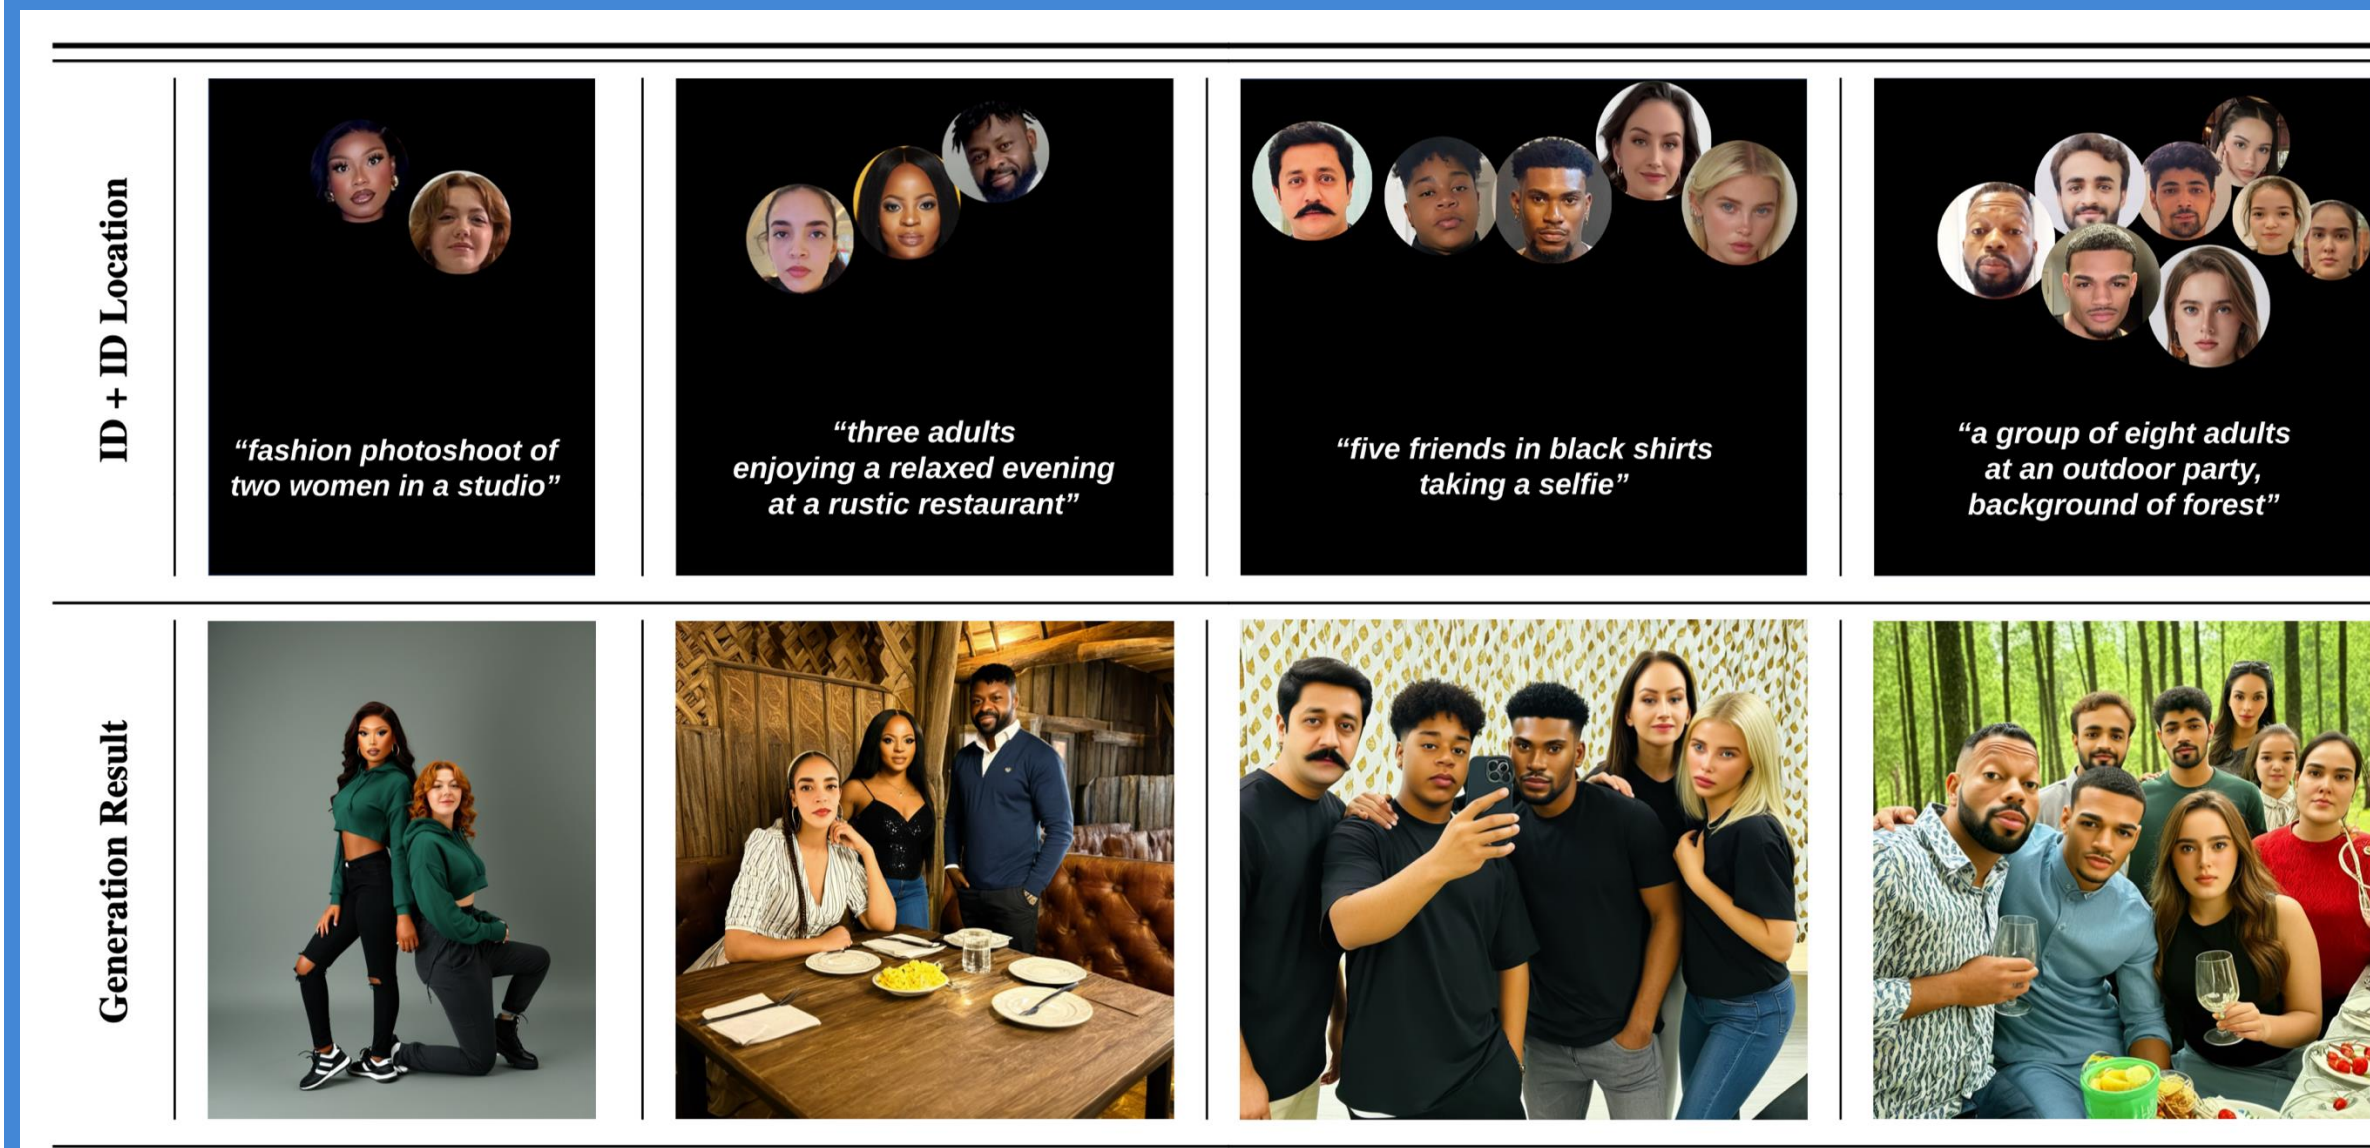 ID + ID Location
“fashion photoshoot of
two women in a studio”
“three adults
enjoying a relaxed evening
at a rustic restaurant”
“five friends in black shirts
taking a selfie”
“a group of eight adults
at an outdoor party,
background of forest”
Generation Result